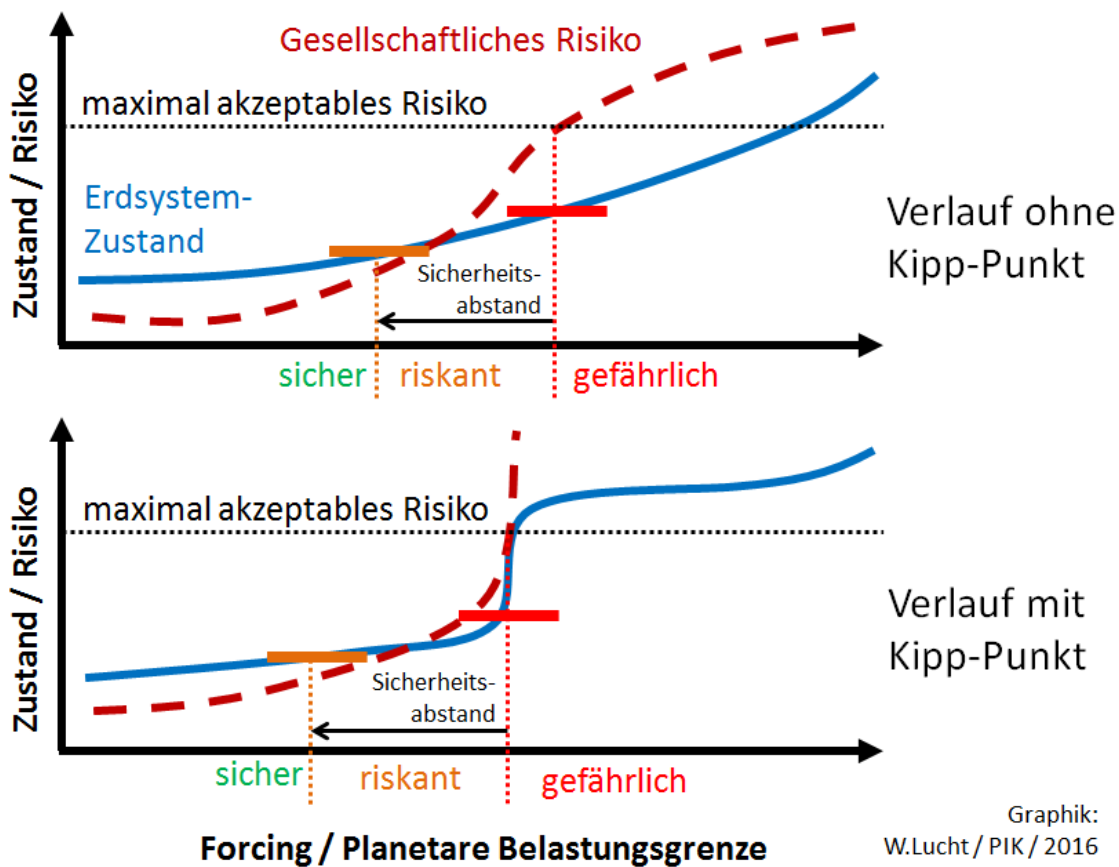 Gesellschaftliches Risiko
maximal akzeptables Risiko
Zustand / Risiko
Erdsystem-
Zustand
Sicherheits-
abstand
Verlauf ohne
Kipp-Punkt
sicher riskant gefährlich
maximal akzeptables Risiko
Zustand / Risiko
Sicherheits-
abstand
Verlauf mit
Kipp-Punkt
sicher riskant gefährlich
Forcing / Planetare Belastungsgrenze
Graphik:
W.Lucht / PIK / 2016